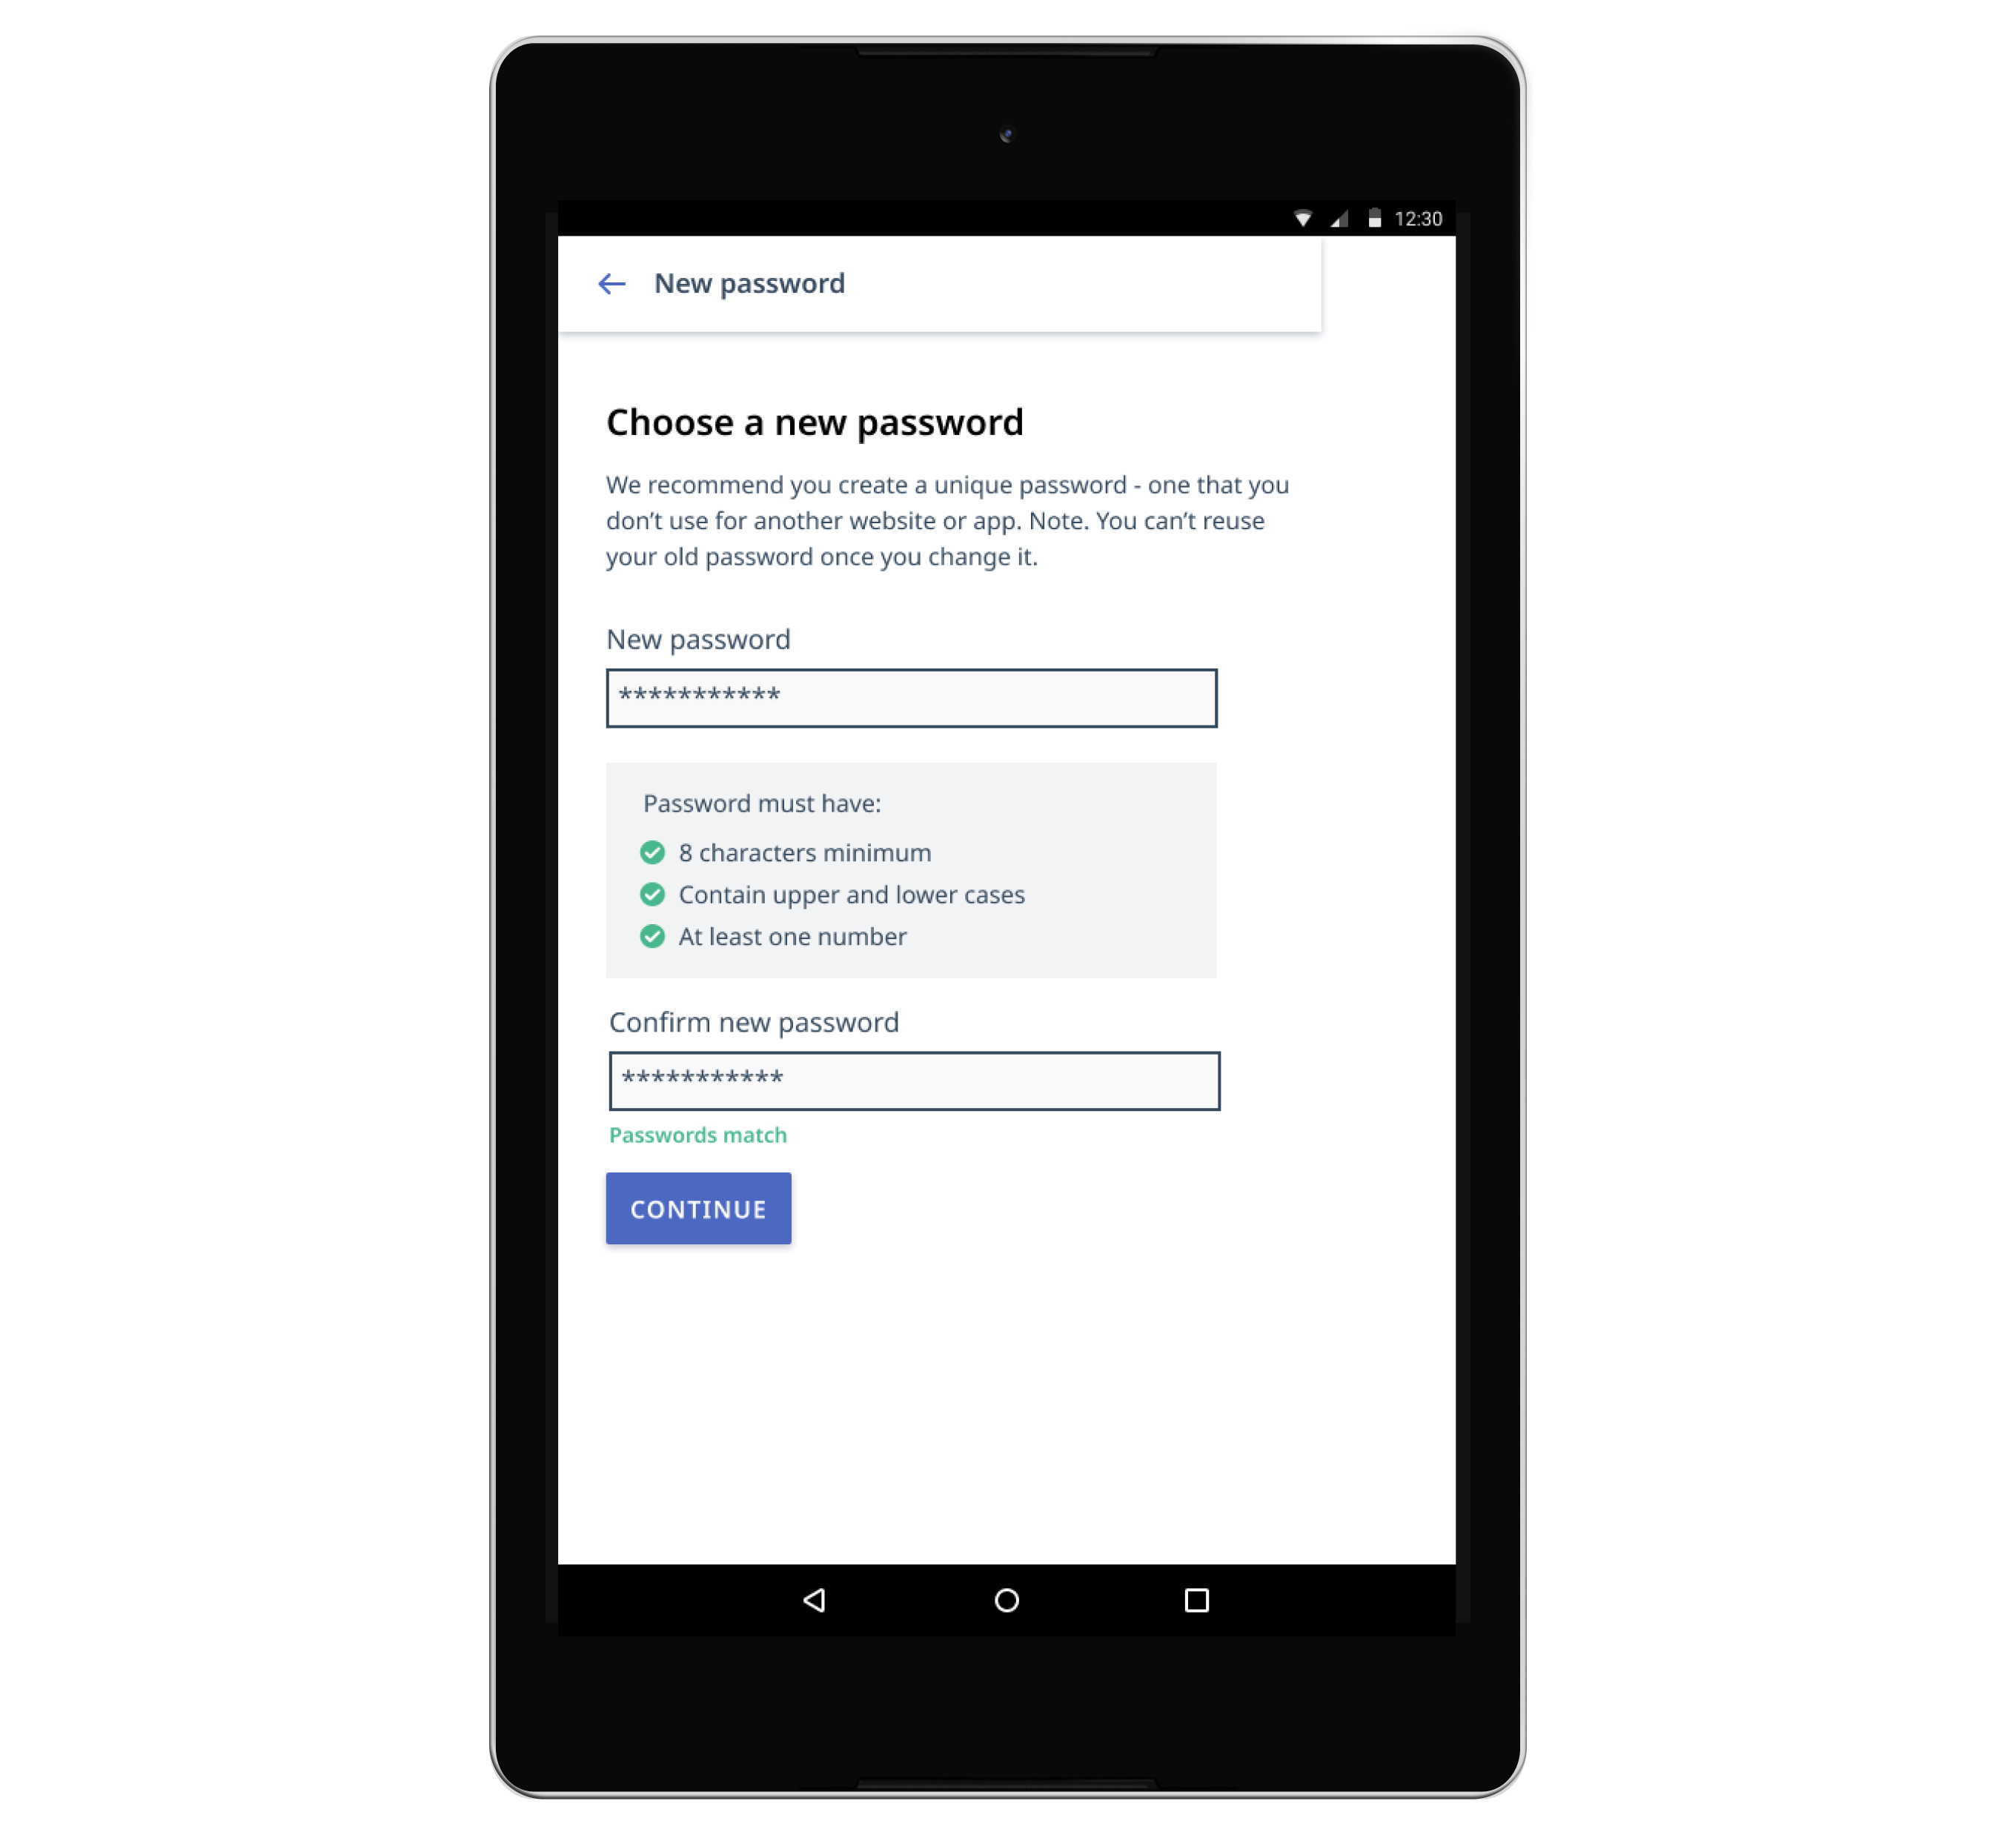 12:30
New password
Choose a new password
We recommend you create a unique password - one that you
don’t use for another website or app. Note. You can’t reuse
your old password once you change it.
New password
***********
Password must have:
8 characters minimum
Contain upper and lower cases
At least one number
Confirm new password
***********
Passwords match
CONTINUE